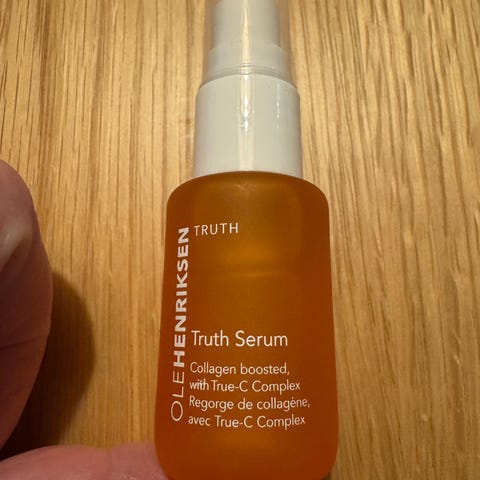 TRUTH
OLEHENRIKSEN
Truth Serum
Collagen boosted,
with True-C Complex
Regorge de collagène,
avec True-C Complex